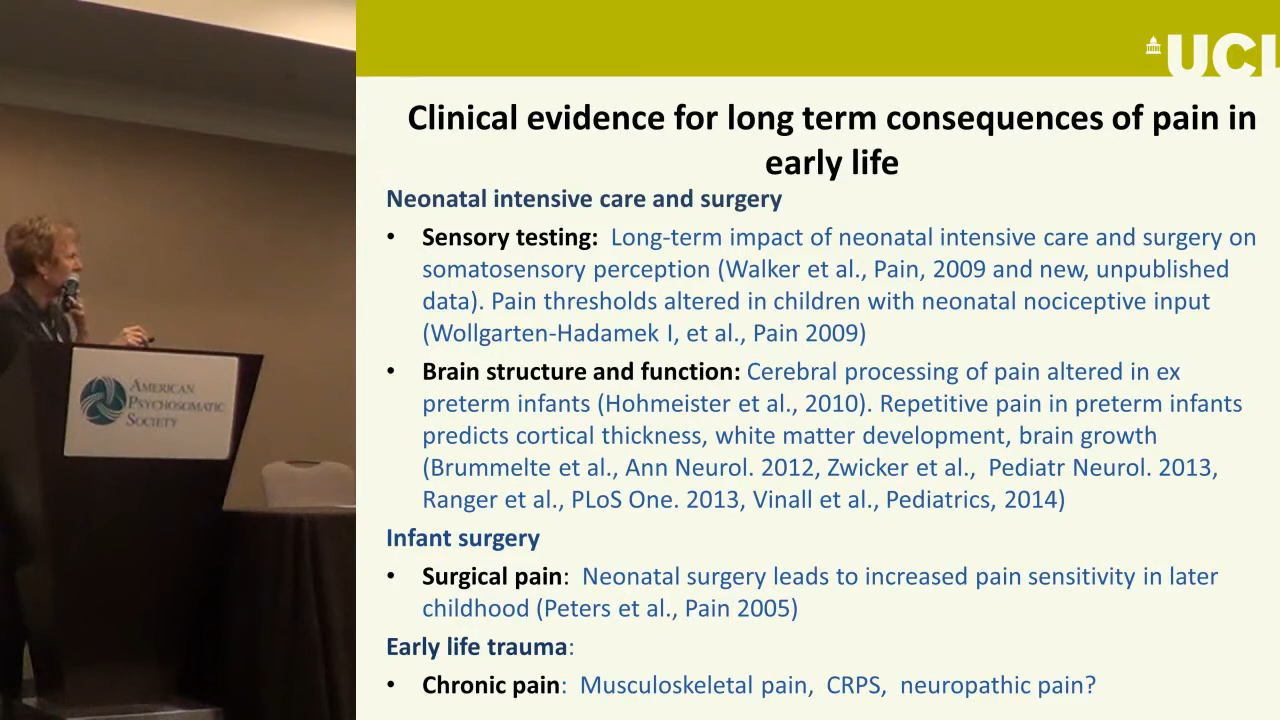 UCL
Clinical evidence for long term consequences of pain in
early life
Neonatal intensive care and surgery
• Sensory testing: Long-term impact of neonatal intensive care and surgery on
somatosensory perception (Walker et al., Pain, 2009 and new, unpublished
data). Pain thresholds altered in children with neonatal nociceptive input
(Wollgarten-Hadamek I, et al., Pain 2009)
• Brain structure and function: Cerebral processing of pain altered in ex
preterm infants (Hohmeister et al., 2010). Repetitive pain in preterm infants
predicts cortical thickness, white matter development, brain growth
(Brummelte et al., Ann Neurol. 2012, Zwicker et al., Pediatr Neurol. 2013,
Ranger et al., PLoS One. 2013, Vinall et al., Pediatrics, 2014)
Infant surgery
• Surgical pain: Neonatal surgery leads to increased pain sensitivity in later
childhood (Peters et al., Pain 2005)
Early life trauma:
• Chronic pain: Musculoskeletal pain, CRPS, neuropathic pain?
AMERICAN
PSYCHOSOMATIC
SOCIETY